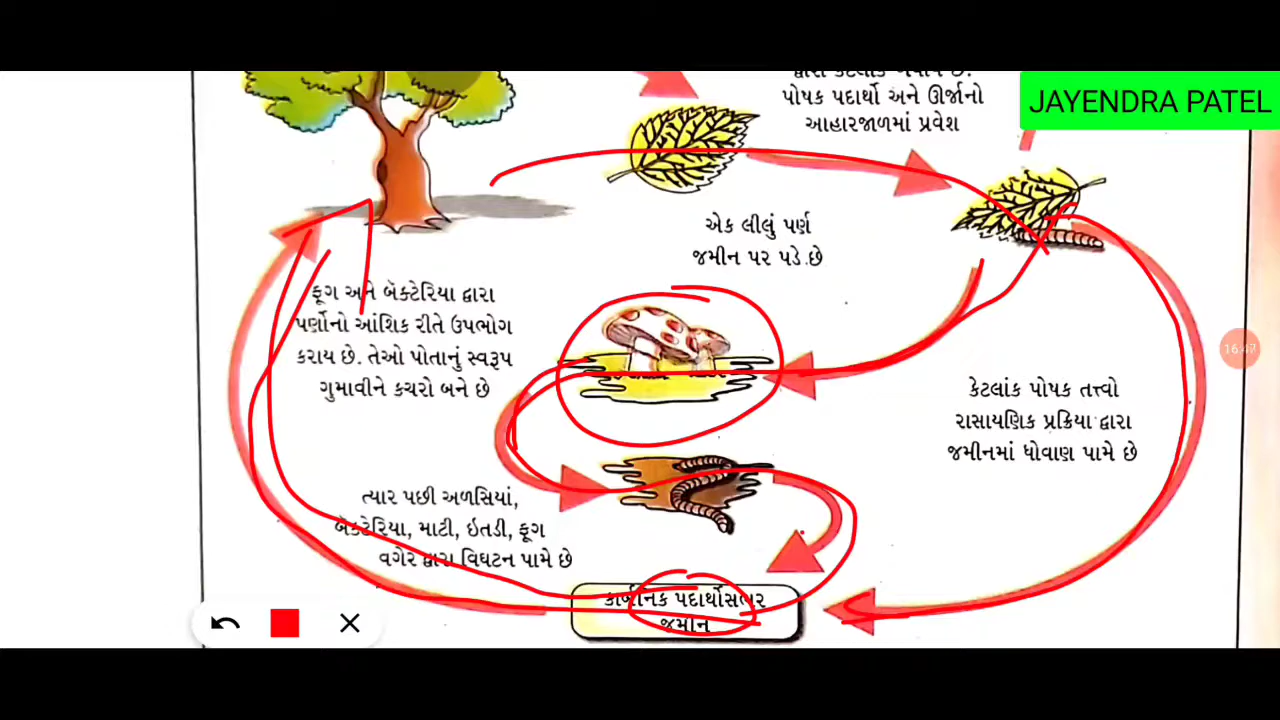 પોષક પદાર્થો અને ઊર્જાનો
આહારજાળમાં પ્રવેશ
JAYENDRA PATEL
એક લીલું પર્ણ
જમીન પર પડે છે
ફૂગ અને બૅક્ટેરિયા દ્વારા
પર્ણોનો આંશિક રીતે ઉપભોગ
કરાય છે. તેઓ પોતાનું સ્વરૂપ
ગુમાવીને કચરો બને છે
કેટલાંક પોષક તત્ત્વો
રાસાયણિક પ્રક્રિયા દ્વારા
જમીનમાં ધોવાણ પામે છે
ત્યાર પછી અળસિયાં,
બૅક્ટેરિયા, માટી, ઇતડી, ફૂગ
વગેરે દ્વારા વિઘટન પામે છે
કાર્બનિક પદાર્થોસભર
જમીન